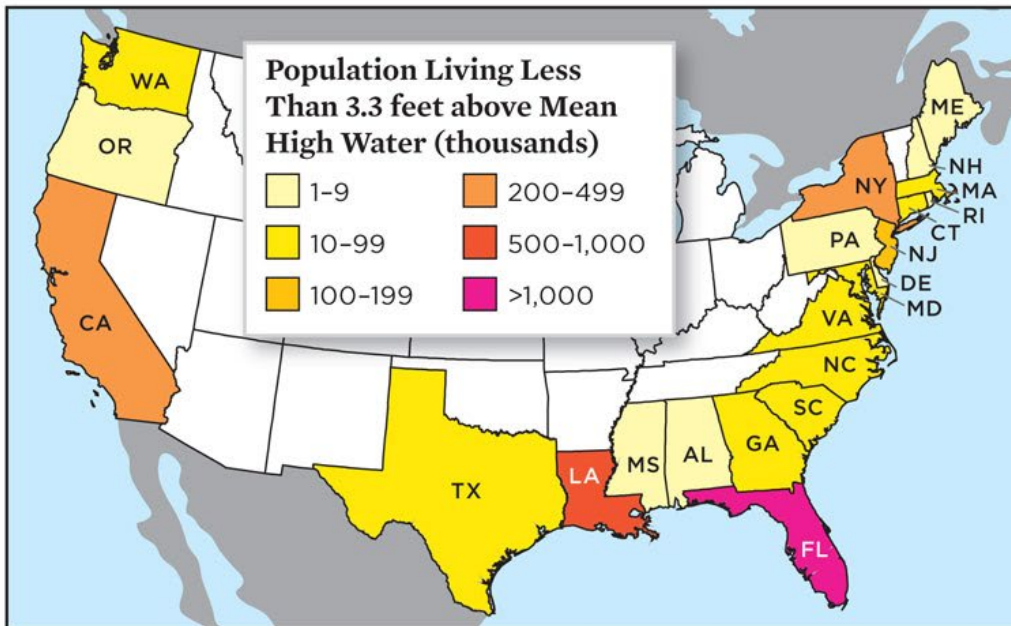 Population Living Less
Than 3.3 feet above Mean
High Water (thousands)
1–9
10–99
100–199
200–499
500–1,000
>1,000
WA
OR
CA
TX
LA
MS
AL
GA
FL
SC
NC
VA
PA
NY
ME
NH
MA
RI
CT
NJ
DE
MD